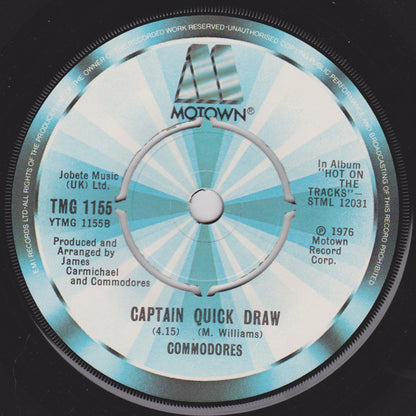 ALL RIGHTS OF THE PRODUCER AND OF THE OWNER OF THE RECORDED WORK RESERVED-UNAUTHORISED COPYING PUBLIC PERFORMANCE AND BROADCASTING OF THIS RECORD PROHIBITED
EMI RECORDS LTD-
MOTOWN®
Jobete Music
(UK) Ltd.
TMG 1155
YTMG 1155B
Produced and
Arranged by
James
Carmichael
and Commodores
In Album
"HOT ON
THE
TRACKS"-
STML 12031
℗ 1976
Motown
Record
Corp.
CAPTAIN QUICK DRAW
(4.15) (M. Williams)
COMMODORES